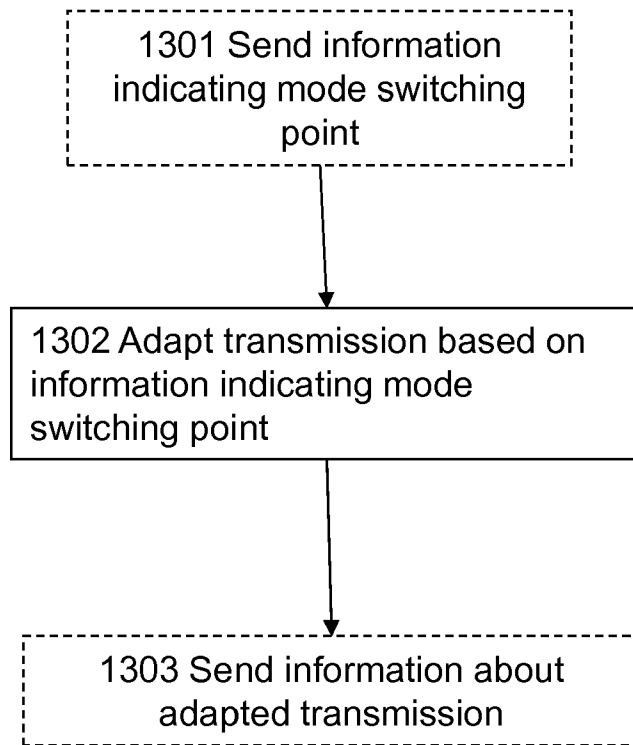 1301 Send information
indicating mode switching
point
1302 Adapt transmission based on
information indicating mode
switching point
1303 Send information about
adapted transmission